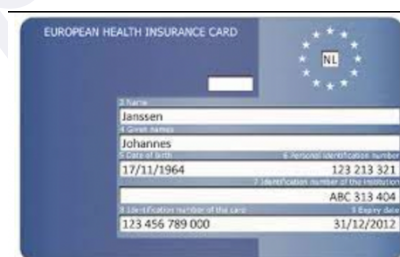 EUROPEAN HEALTH INSURANCE CARD
NL
3 Name
Janssen
4 Given names
Johannes
5 Date of birth 6 Personal identification number
17/11/1964 123 213 321
7 Identification number of the institution
ABC 313 404
8 Identification number of the card 9 Expiry date
123 456 789 000 31/12/2012